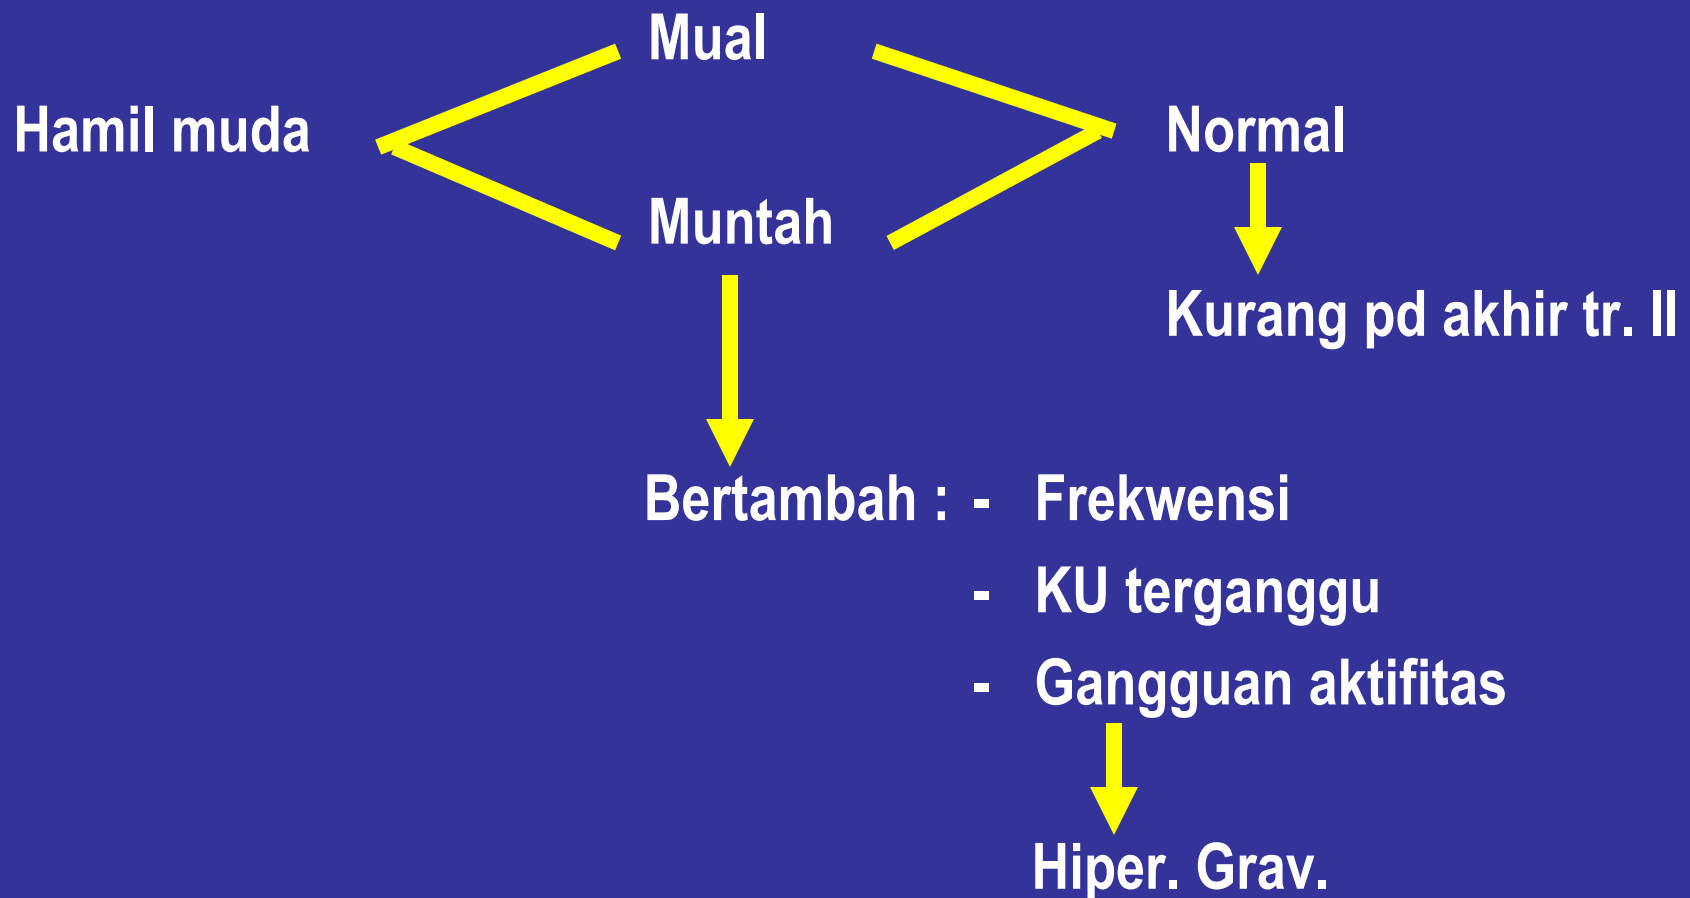 Mual
Hamil muda
Normal
Muntah
Kurang pd akhir tr. II
Bertambah : - Frekwensi
- KU terganggu
- Gangguan aktifitas
Hiper. Grav.